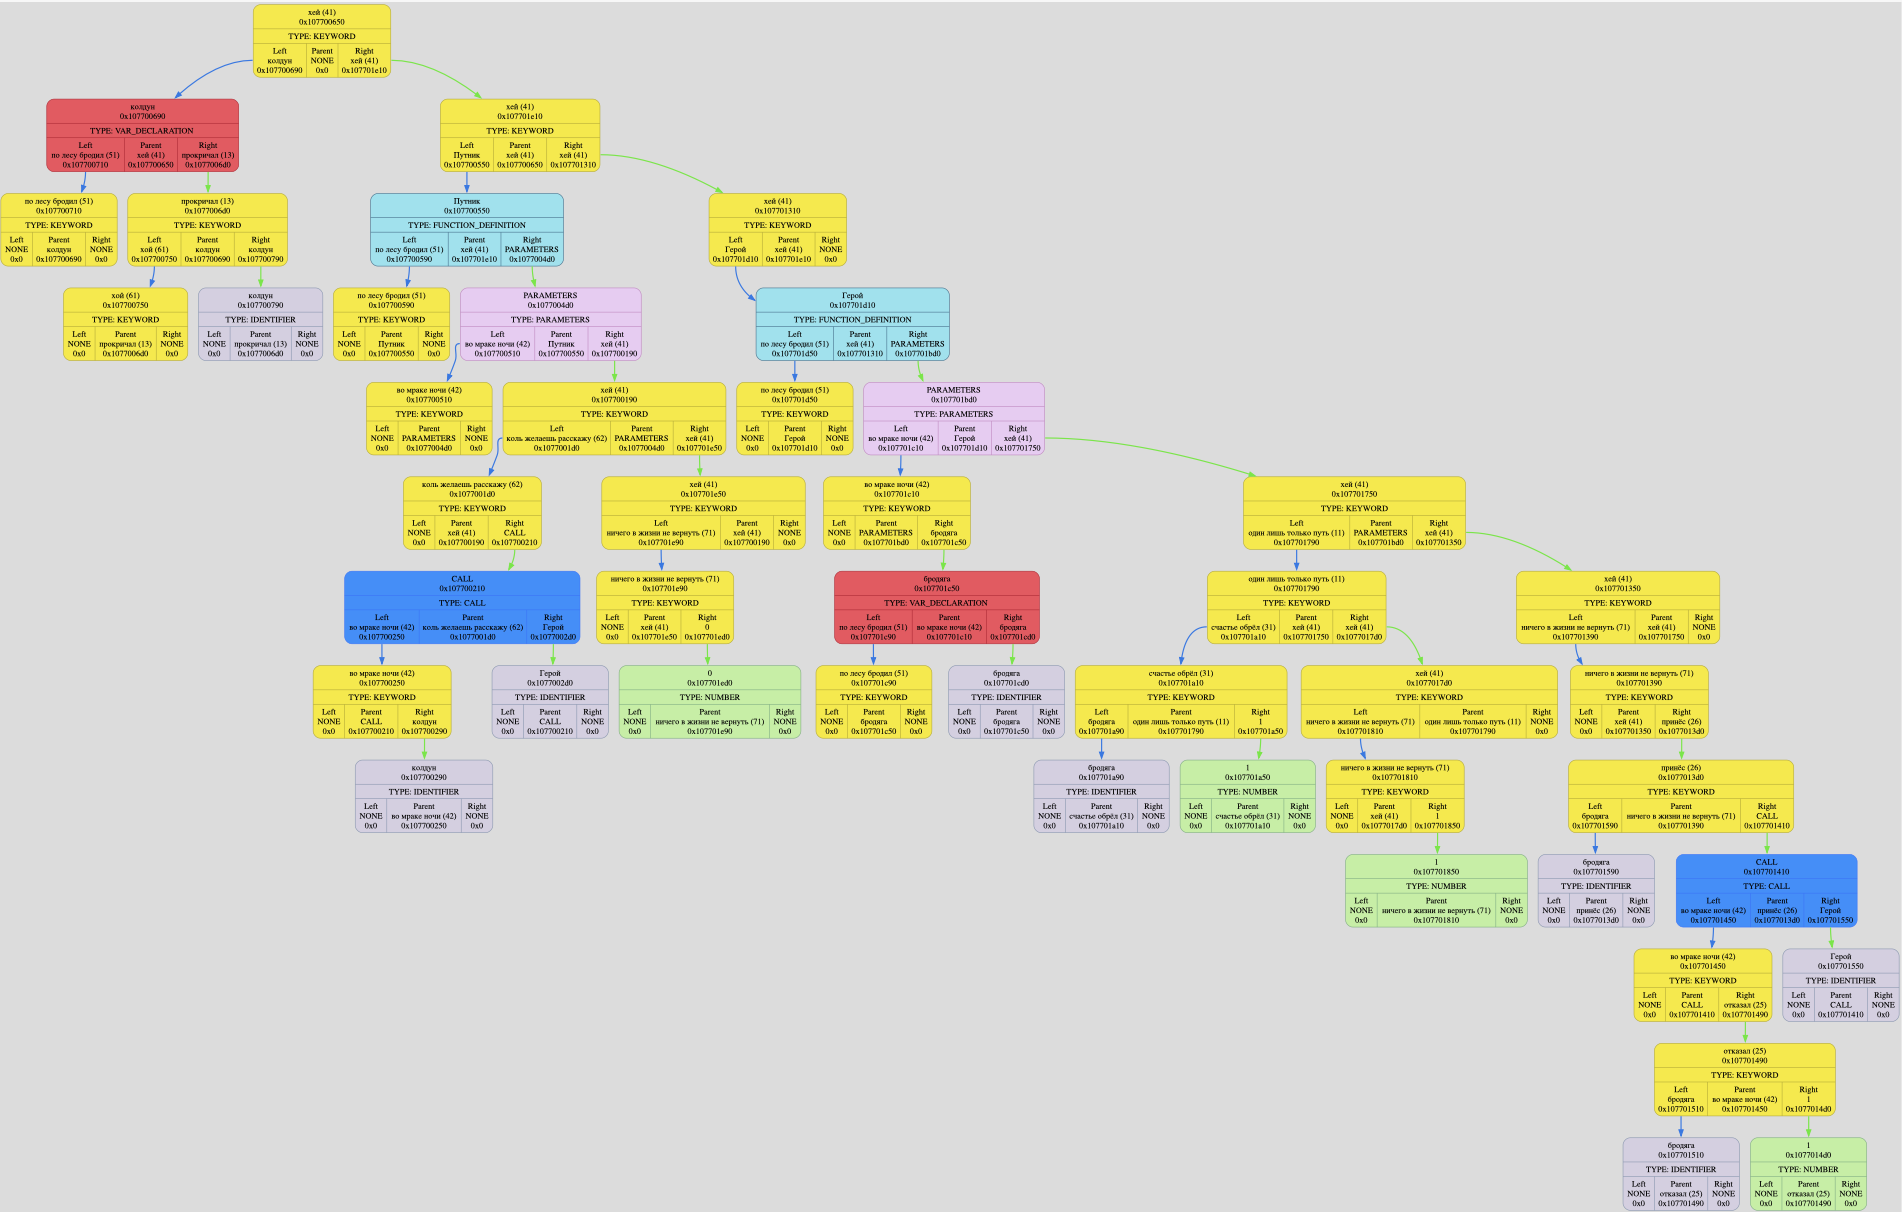 хей (41)
0x107700650
TYPE: KEYWORD
Left Parent Right
колдун NONE хей (41)
0x107700690 0x0 0x107701e10
колдун
0x107700690
TYPE: VAR_DECLARATION
Left Parent Right
по лесу бродил (51) хей (41) прокричал (13)
0x107700710 0x107700650 0x1077006d0
хей (41)
0x107701e10
TYPE: KEYWORD
Left Parent Right
Путник хей (41) хей (41)
0x107700550 0x107700650 0x107701310
по лесу бродил (51)
0x107700710
TYPE: KEYWORD
Left Parent Right
NONE колдун NONE
0x0 0x107700690 0x0
прокричал (13)
0x1077006d0
TYPE: KEYWORD
Left Parent Right
хой (61) колдун колдун
0x107700750 0x107700690 0x107700790
Путник
0x107700550
TYPE: FUNCTION_DEFINITION
Left Parent Right
по лесу бродил (51) хей (41) PARAMETERS
0x107700590 0x107701e10 0x1077004d0
хей (41)
0x107701310
TYPE: KEYWORD
Left Parent Right
Герой хей (41) NONE
0x107701d10 0x107701e10 0x0
хой (61)
0x107700750
TYPE: KEYWORD
Left Parent Right
NONE прокричал (13) NONE
0x0 0x1077006d0 0x0
колдун
0x107700790
TYPE: IDENTIFIER
Left Parent Right
NONE прокричал (13) NONE
0x0 0x1077006d0 0x0
по лесу бродил (51)
0x107700590
TYPE: KEYWORD
Left Parent Right
NONE Путник NONE
0x0 0x107700550 0x0
PARAMETERS
0x1077004d0
TYPE: PARAMETERS
Left Parent Right
во мраке ночи (42) Путник хей (41)
0x107700510 0x107700550 0x107700190
Герой
0x107701d10
TYPE: FUNCTION_DEFINITION
Left Parent Right
по лесу бродил (51) хей (41) PARAMETERS
0x107701d50 0x107701310 0x107701bd0
во мраке ночи (42)
0x107700510
TYPE: KEYWORD
Left Parent Right
NONE PARAMETERS NONE
0x0 0x1077004d0 0x0
хей (41)
0x107700190
TYPE: KEYWORD
Left Parent Right
коль желаешь расскажу (62) PARAMETERS хей (41)
0x1077001d0 0x1077004d0 0x107701e50
по лесу бродил (51)
0x107701d50
TYPE: KEYWORD
Left Parent Right
NONE Герой NONE
0x0 0x107701d10 0x0
PARAMETERS
0x107701bd0
TYPE: PARAMETERS
Left Parent Right
во мраке ночи (42) Герой хей (41)
0x107701c10 0x107701d10 0x107701750
коль желаешь расскажу (62)
0x1077001d0
TYPE: KEYWORD
Left Parent Right
NONE хей (41) CALL
0x0 0x107700190 0x107700210
хей (41)
0x107701e50
TYPE: KEYWORD
Left Parent Right
ничего в жизни не вернуть (71) хей (41) NONE
0x107701e90 0x107700190 0x0
во мраке ночи (42)
0x107701c10
TYPE: KEYWORD
Left Parent Right
NONE PARAMETERS бродяга
0x0 0x107701bd0 0x107701c50
хей (41)
0x107701750
TYPE: KEYWORD
Left Parent Right
один лишь только путь (11) PARAMETERS хей (41)
0x107701790 0x107701bd0 0x107701350
CALL
0x107700210
TYPE: CALL
Left Parent Right
во мраке ночи (42) коль желаешь расскажу (62) Герой
0x107700250 0x1077001d0 0x1077002d0
ничего в жизни не вернуть (71)
0x107701e90
TYPE: KEYWORD
Left Parent Right
NONE хей (41) 0
0x0 0x107701e50 0x107701ed0
бродяга
0x107701c50
TYPE: VAR_DECLARATION
Left Parent Right
по лесу бродил (51) во мраке ночи (42) бродяга
0x107701c90 0x107701c10 0x107701cd0
один лишь только путь (11)
0x107701790
TYPE: KEYWORD
Left Parent Right
счастье обрёл (31) хей (41) хей (41)
0x107701a10 0x107701750 0x1077017d0
хей (41)
0x107701350
TYPE: KEYWORD
Left Parent Right
ничего в жизни не вернуть (71) хей (41) NONE
0x107701390 0x107701750 0x0
во мраке ночи (42)
0x107700250
TYPE: KEYWORD
Left Parent Right
NONE CALL колдун
0x0 0x107700210 0x107700290
Герой
0x1077002d0
TYPE: IDENTIFIER
Left Parent Right
NONE CALL NONE
0x0 0x107700210 0x0
0
0x107701ed0
TYPE: NUMBER
Left Parent Right
NONE ничего в жизни не вернуть (71) NONE
0x0 0x107701e90 0x0
по лесу бродил (51)
0x107701c90
TYPE: KEYWORD
Left Parent Right
NONE бродяга NONE
0x0 0x107701c50 0x0
бродяга
0x107701cd0
TYPE: IDENTIFIER
Left Parent Right
NONE бродяга NONE
0x0 0x107701c50 0x0
счастье обрёл (31)
0x107701a10
TYPE: KEYWORD
Left Parent Right
бродяга один лишь только путь (11) 1
0x107701a90 0x107701790 0x107701a50
хей (41)
0x1077017d0
TYPE: KEYWORD
Left Parent Right
ничего в жизни не вернуть (71) один лишь только путь (11) NONE
0x107701810 0x107701790 0x0
ничего в жизни не вернуть (71)
0x107701390
TYPE: KEYWORD
Left Parent Right
NONE хей (41) принёс (26)
0x0 0x107701350 0x1077013d0
колдун
0x107700290
TYPE: IDENTIFIER
Left Parent Right
NONE во мраке ночи (42) NONE
0x0 0x107700250 0x0
бродяга
0x107701a90
TYPE: IDENTIFIER
Left Parent Right
NONE счастье обрёл (31) NONE
0x0 0x107701a10 0x0
1
0x107701a50
TYPE: NUMBER
Left Parent Right
NONE счастье обрёл (31) NONE
0x0 0x107701a10 0x0
ничего в жизни не вернуть (71)
0x107701810
TYPE: KEYWORD
Left Parent Right
NONE хей (41) 1
0x0 0x1077017d0 0x107701850
принёс (26)
0x1077013d0
TYPE: KEYWORD
Left Parent Right
бродяга ничего в жизни не вернуть (71) CALL
0x107701590 0x107701390 0x107701410
1
0x107701850
TYPE: NUMBER
Left Parent Right
NONE ничего в жизни не вернуть (71) NONE
0x0 0x107701810 0x0
бродяга
0x107701590
TYPE: IDENTIFIER
Left Parent Right
NONE принёс (26) NONE
0x0 0x1077013d0 0x0
CALL
0x107701410
TYPE: CALL
Left Parent Right
во мраке ночи (42) принёс (26) Герой
0x107701450 0x1077013d0 0x107701550
во мраке ночи (42)
0x107701450
TYPE: KEYWORD
Left Parent Right
NONE CALL отказал (25)
0x0 0x107701410 0x107701490
Герой
0x107701550
TYPE: IDENTIFIER
Left Parent Right
NONE CALL NONE
0x0 0x107701410 0x0
отказал (25)
0x107701490
TYPE: KEYWORD
Left Parent Right
бродяга во мраке ночи (42) 1
0x107701510 0x107701450 0x1077014d0
бродяга
0x107701510
TYPE: IDENTIFIER
Left Parent Right
NONE отказал (25) NONE
0x0 0x107701490 0x0
1
0x1077014d0
TYPE: NUMBER
Left Parent Right
NONE отказал (25) NONE
0x0 0x107701490 0x0